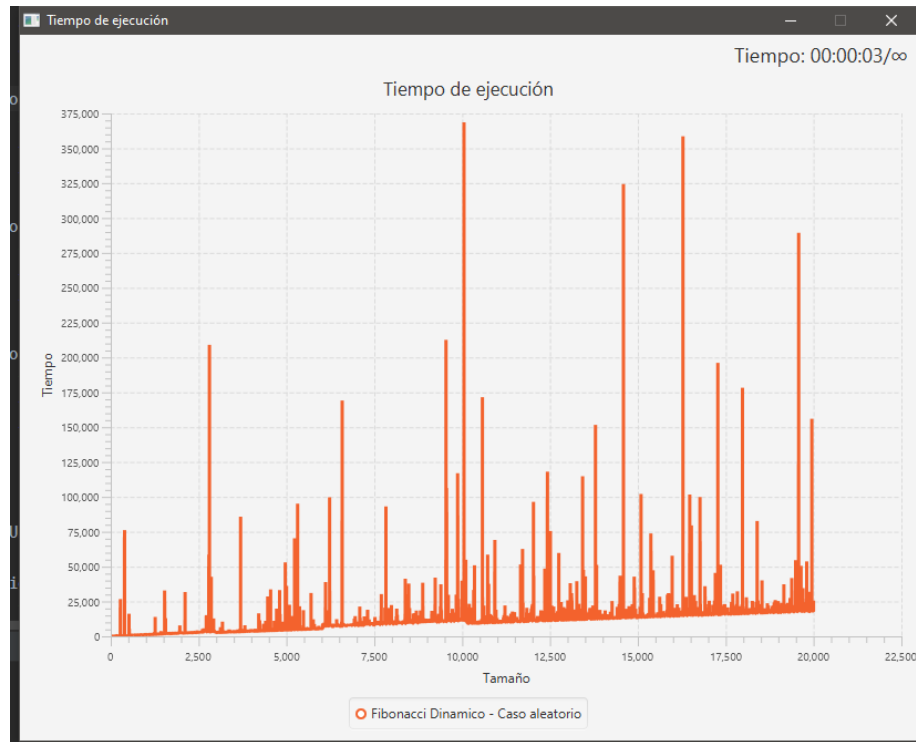 Tiempo de ejecución
Tiempo: 00:00:03/∞
Tiempo de ejecución
375,000
350,000
325,000
300,000
275,000
250,000
225,000
200,000
175,000
150,000
125,000
100,000
75,000
50,000
25,000
0
Tiempo
0 2,500 5,000 7,500 10,000 12,500 15,000 17,500 20,000 22,500
Tamaño
Fibonacci Dinamico - Caso aleatorio